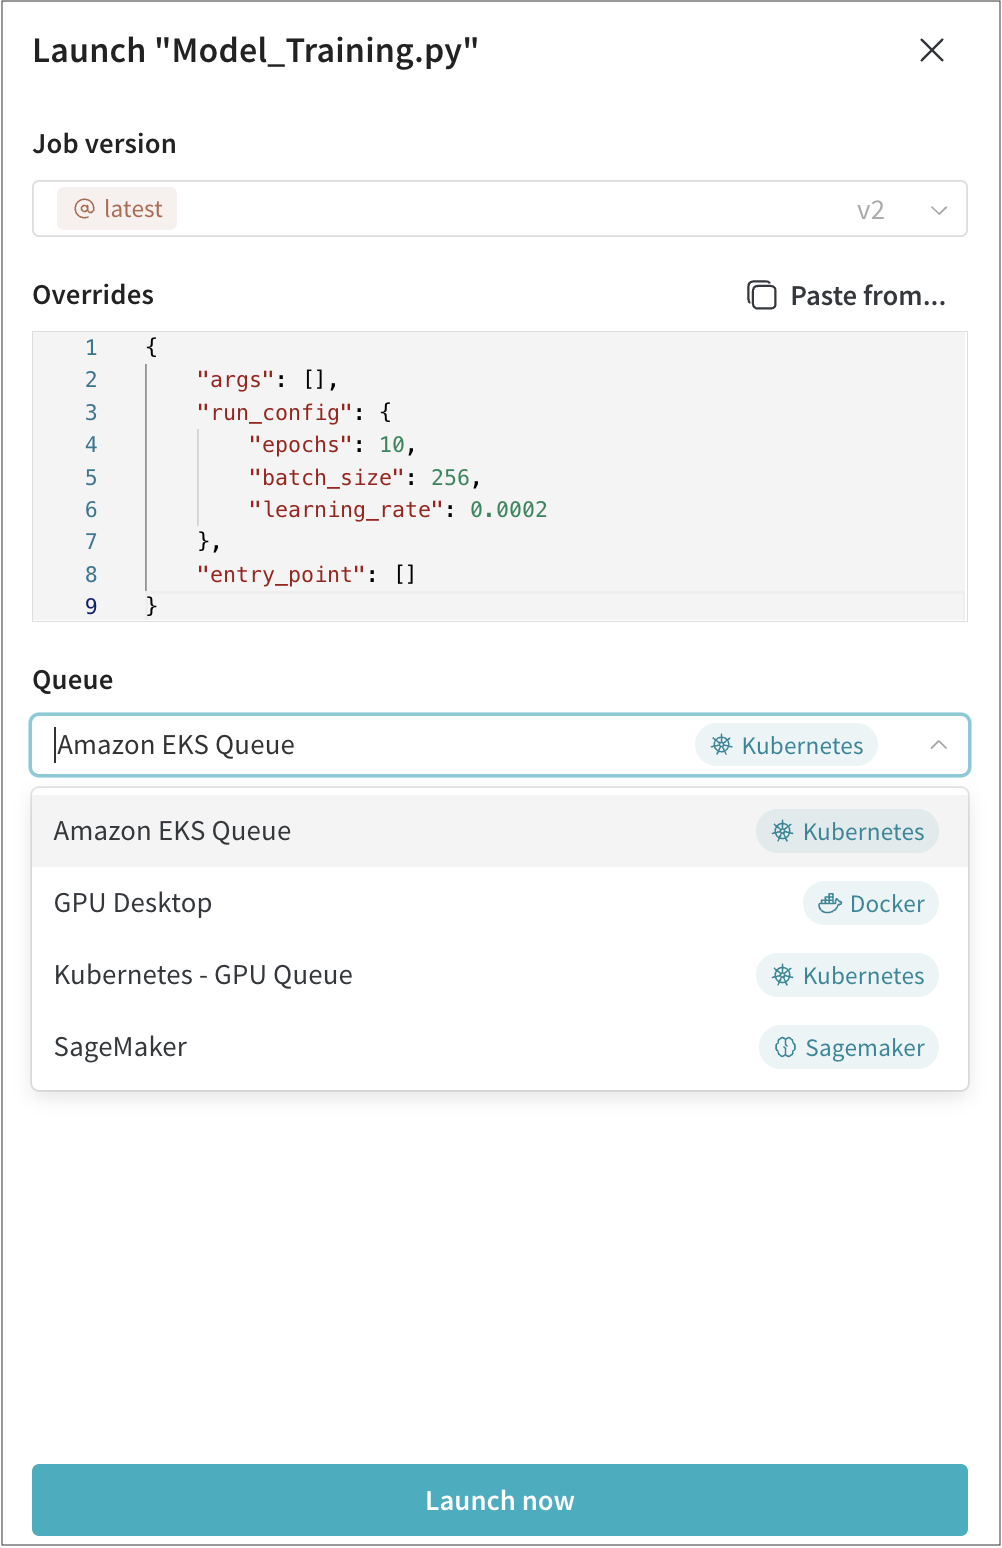 Launch "Model_Training.py"
Job version
@ latest v2
Overrides Paste from...
1 {
2     "args": [],
3     "run_config": {
4         "epochs": 10,
5         "batch_size": 256,
6         "learning_rate": 0.0002
7     },
8     "entry_point": []
9 }
Queue
Amazon EKS Queue Kubernetes
Amazon EKS Queue Kubernetes
GPU Desktop Docker
Kubernetes - GPU Queue Kubernetes
SageMaker Sagemaker
Launch now